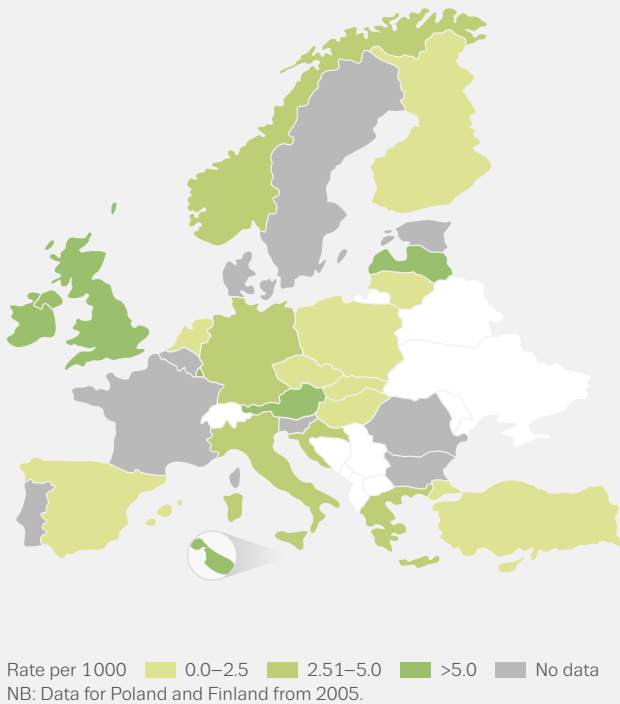 Rate per 1000 0.0–2.5 2.51–5.0 >5.0 No data
NB: Data for Poland and Finland from 2005.